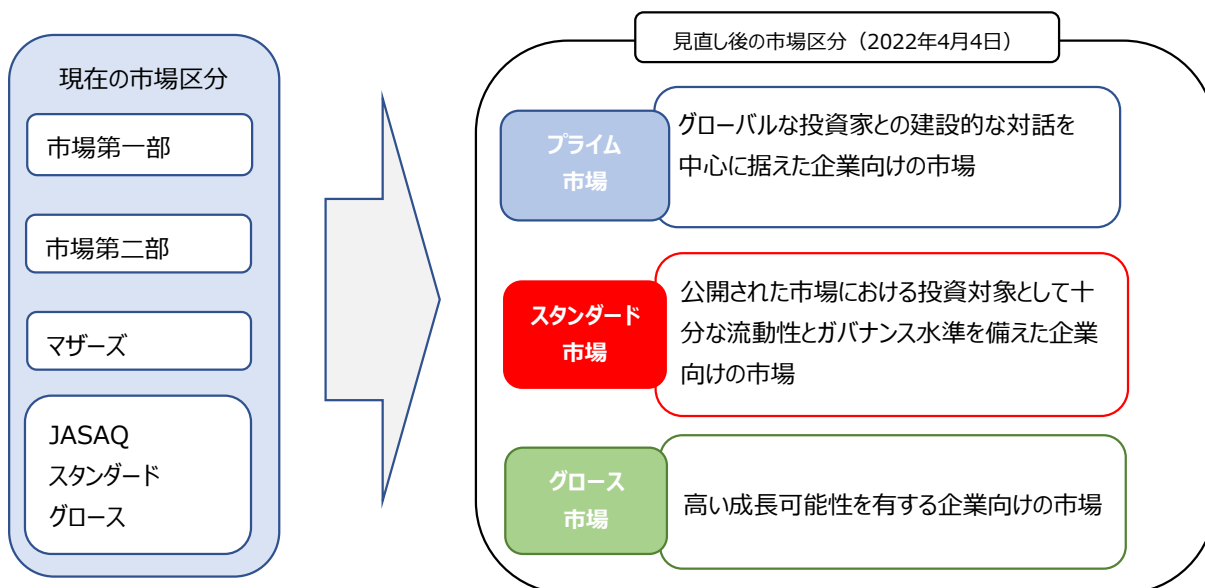 現在の市場区分
市場第一部
市場第二部
マザーズ
JASAQ
スタンダード
グロース
見直し後の市場区分（2022年4月4日）
プライム
市場
グローバルな投資家との建設的な対話を
中心に据えた企業向けの市場
スタンダード
市場
公開された市場における投資対象として十
分な流動性とガバナンス水準を備えた企業
向けの市場
グロース
市場
高い成長可能性を有する企業向けの市場